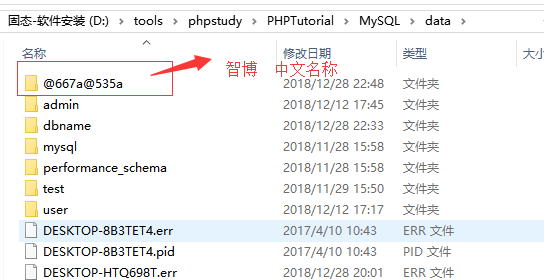 固态-软件安装 (D:) › tools › phpstudy › PHPTutorial › MySQL › data ›
名称 修改日期 类型 大小
智博 中文名称
@667a@535a 2018/12/28 22:48 文件夹
admin 2018/12/12 17:45 文件夹
dbname 2018/12/28 22:33 文件夹
mysql 2018/11/28 15:58 文件夹
performance_schema 2018/11/28 15:58 文件夹
test 2018/11/29 15:50 文件夹
user 2018/12/12 17:17 文件夹
DESKTOP-8B3TET4.err 2017/4/10 10:43 ERR 文件
DESKTOP-8B3TET4.pid 2017/4/10 10:43 PID 文件
DESKTOP-HTQ698T.err 2018/12/28 20:01 ERR 文件